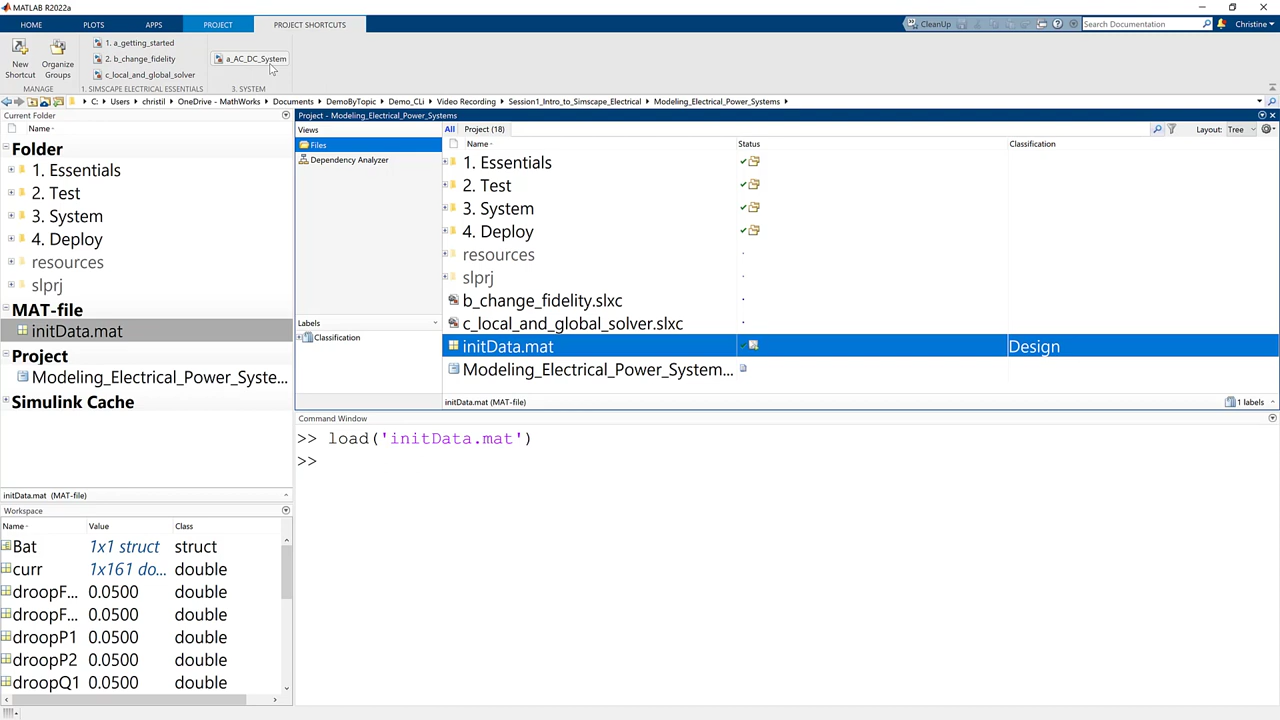 MATLAB R2022a
HOME PLOTS APPS PROJECT PROJECT SHORTCUTS CleanUp Search Documentation Christine
New Shortcut
Organize Groups
1. a_getting_started
2. b_change_fidelity
c_local_and_global_solver
a_AC_DC_System
MANAGE 1. SIMSCAPE ELECTRICAL ESSENTIALS 3. SYSTEM
C: Users christil OneDrive - MathWorks Documents DemoByTopic Demo_CLi Video Recording Session1_Intro_to_Simscape_Electrical Modeling_Electrical_Power_Systems
Current Folder
Name
Folder
1. Essentials
2. Test
3. System
4. Deploy
resources
slprj
MAT-file
initData.mat
Project
Modeling_Electrical_Power_Syste...
Simulink Cache
initData.mat (MAT-file)
Workspace
Name Value Class
Bat 1x1 struct struct
curr 1x161 do... double
droopF... 0.0500 double
droopF... 0.0500 double
droopP1 0.0500 double
droopP2 0.0500 double
droopQ1 0.0500 double
Project - Modeling_Electrical_Power_Systems
Views
Files
Dependency Analyzer
Labels
Classification
All Project (18) Layout: Tree
Name Status Classification
1. Essentials
2. Test
3. System
4. Deploy
resources
slprj
b_change_fidelity.slxc
c_local_and_global_solver.slxc
initData.mat Design
Modeling_Electrical_Power_System...
initData.mat (MAT-file) 1 labels
Command Window
>> load('initData.mat')
>>